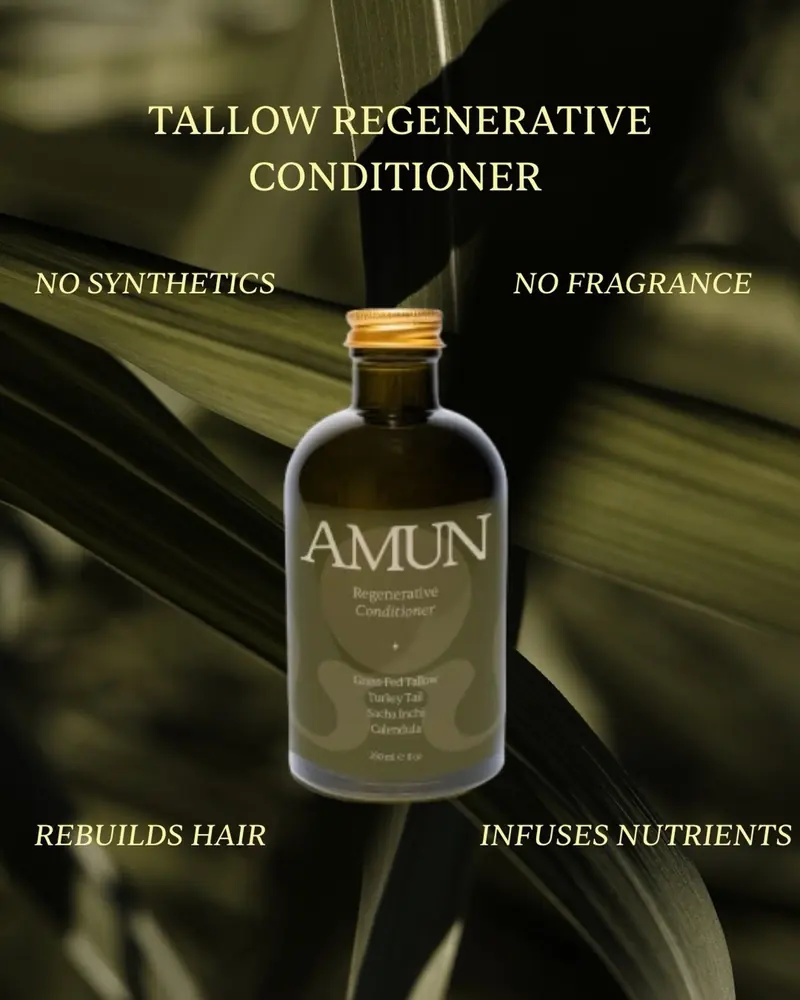 TALLOW REGENERATIVE
CONDITIONER
NO SYNTHETICS
NO FRAGRANCE
AMUN
Regenerative
Conditioner
Grass-Fed Tallow
Turkey Tail
Sacha Inchi
Calendula
REBUILDS HAIR
INFUSES NUTRIENTS